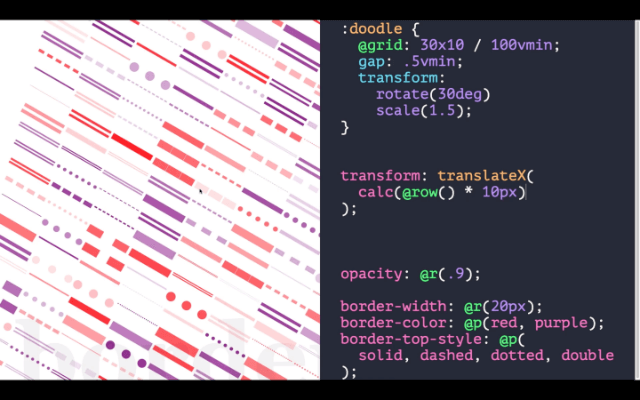 :doodle {
@grid: 30x10 / 100vmin;
gap: .5vmin;
transform:
rotate(30deg)
scale(1.5);
}
transform: translateX(
calc(@row() * 10px)
);
opacity: @r(.9);
border-width: @r(20px);
border-color: @p(red, purple);
border-top-style: @p(
solid, dashed, dotted, double
);